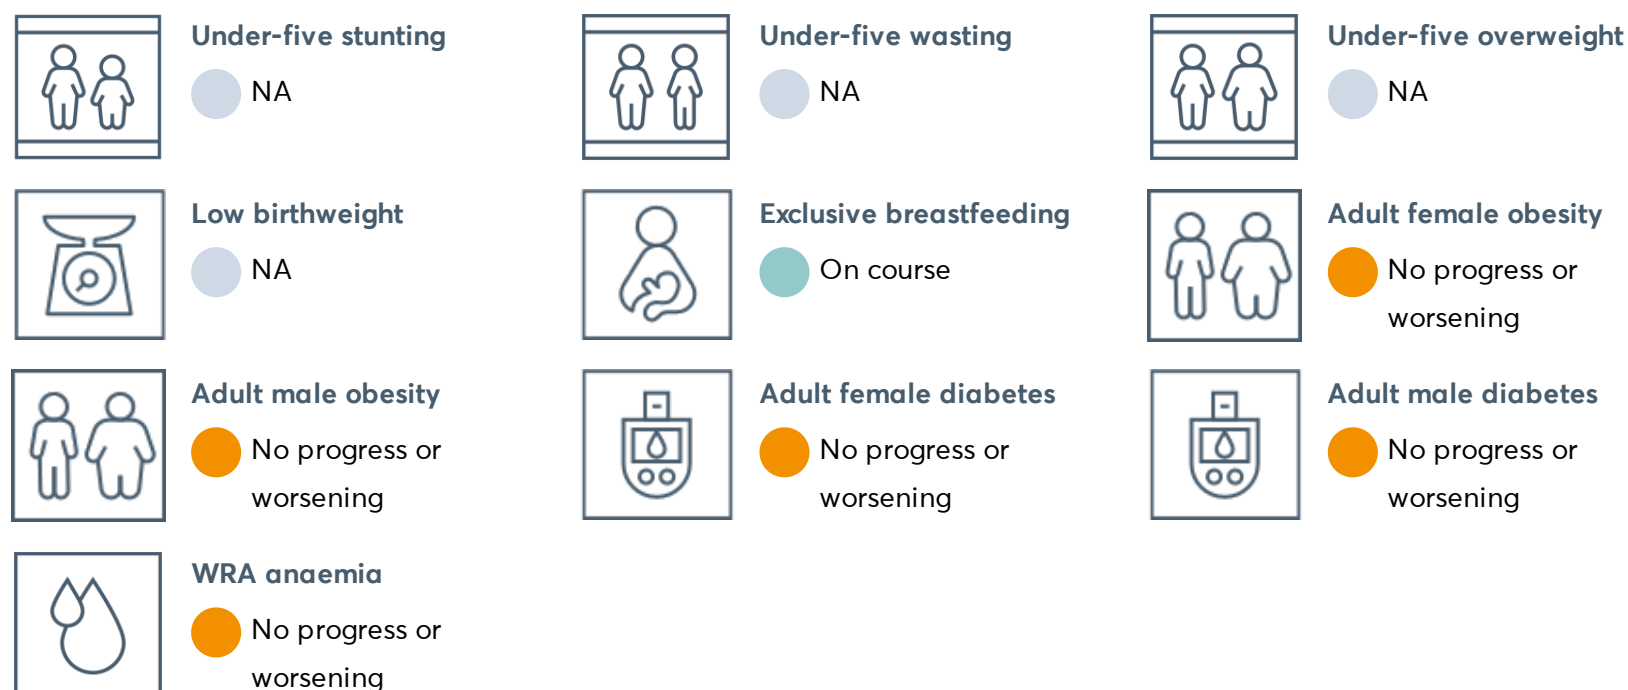 Under-five stunting
NA
Under-five wasting
NA
Under-five overweight
NA
Low birthweight
NA
Exclusive breastfeeding
On course
Adult female obesity
No progress or
worsening
Adult male obesity
No progress or
worsening
Adult female diabetes
No progress or
worsening
Adult male diabetes
No progress or
worsening
WRA anaemia
No progress or
worsening